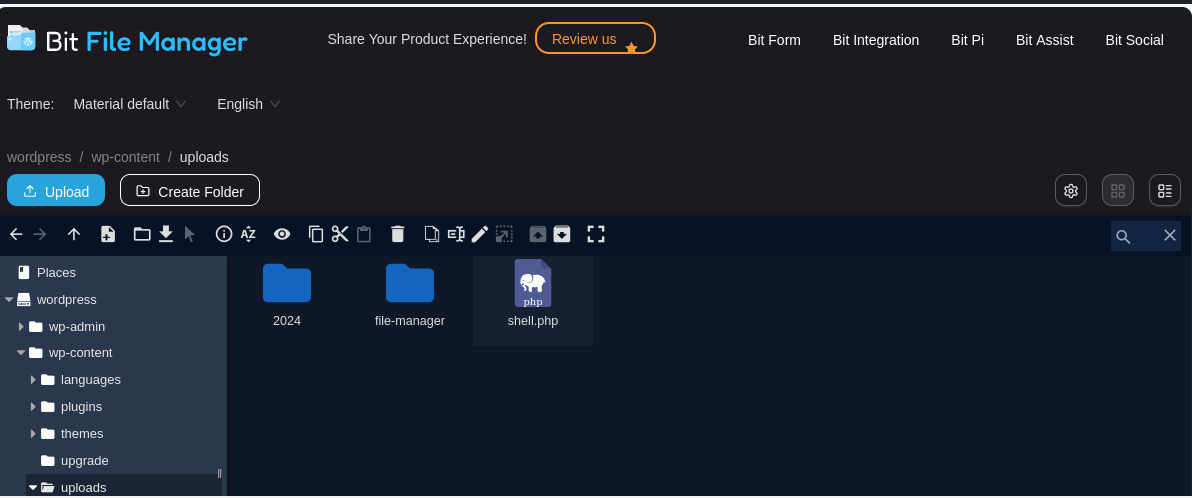 Bit File Manager
Share Your Product Experience! Review us
Bit Form Bit Integration Bit Pi Bit Assist Bit Social
Theme: Material default English
wordpress / wp-content / uploads
Upload Create Folder
AZ
Places
wordpress
wp-admin
wp-content
languages
plugins
themes
upgrade
uploads
php
2024 file-manager shell.php